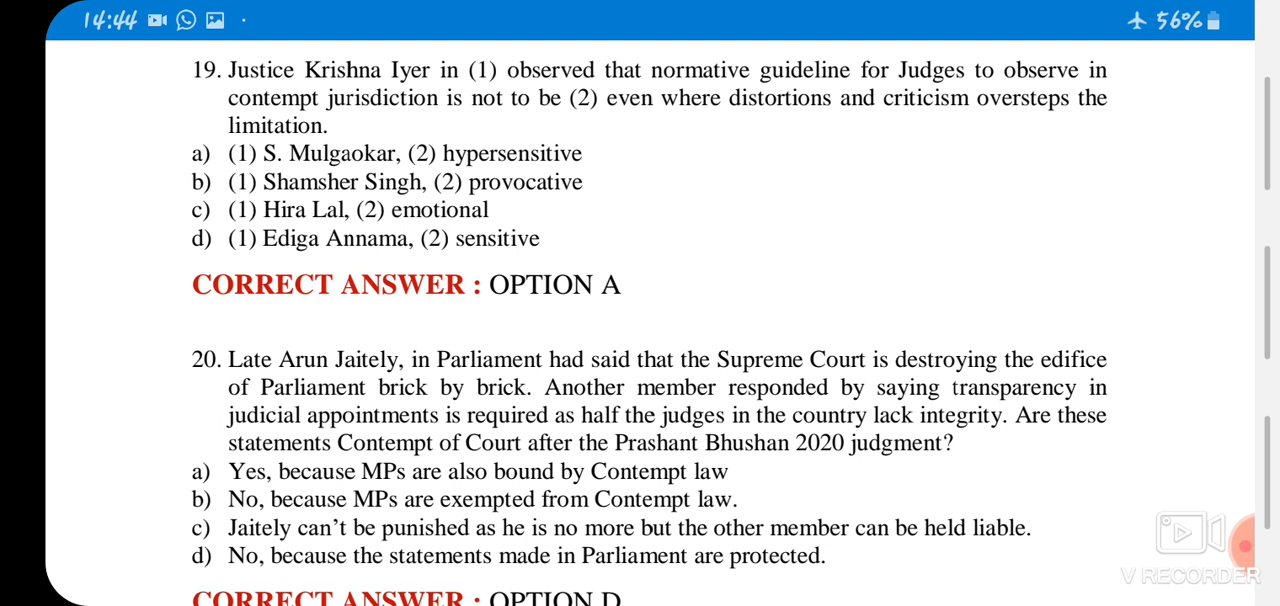 14:44
56%
19. Justice Krishna Iyer in (1) observed that normative guideline for Judges to observe in
contempt jurisdiction is not to be (2) even where distortions and criticism oversteps the
limitation.
a) (1) S. Mulgaokar, (2) hypersensitive
b) (1) Shamsher Singh, (2) provocative
c) (1) Hira Lal, (2) emotional
d) (1) Ediga Annama, (2) sensitive
CORRECT ANSWER : OPTION A
20. Late Arun Jaitely, in Parliament had said that the Supreme Court is destroying the edifice
of Parliament brick by brick. Another member responded by saying transparency in
judicial appointments is required as half the judges in the country lack integrity. Are these
statements Contempt of Court after the Prashant Bhushan 2020 judgment?
a) Yes, because MPs are also bound by Contempt law
b) No, because MPs are exempted from Contempt law.
c) Jaitely can't be punished as he is no more but the other member can be held liable.
d) No, because the statements made in Parliament are protected.
V RECORDER
CORRECT ANSWER : OPTION D